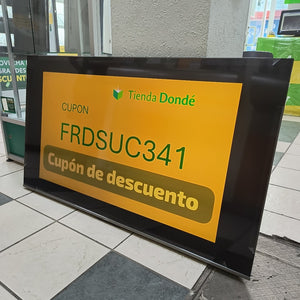 Tienda Dondé
CUPON
FRDSUC341
Cupón de descuento